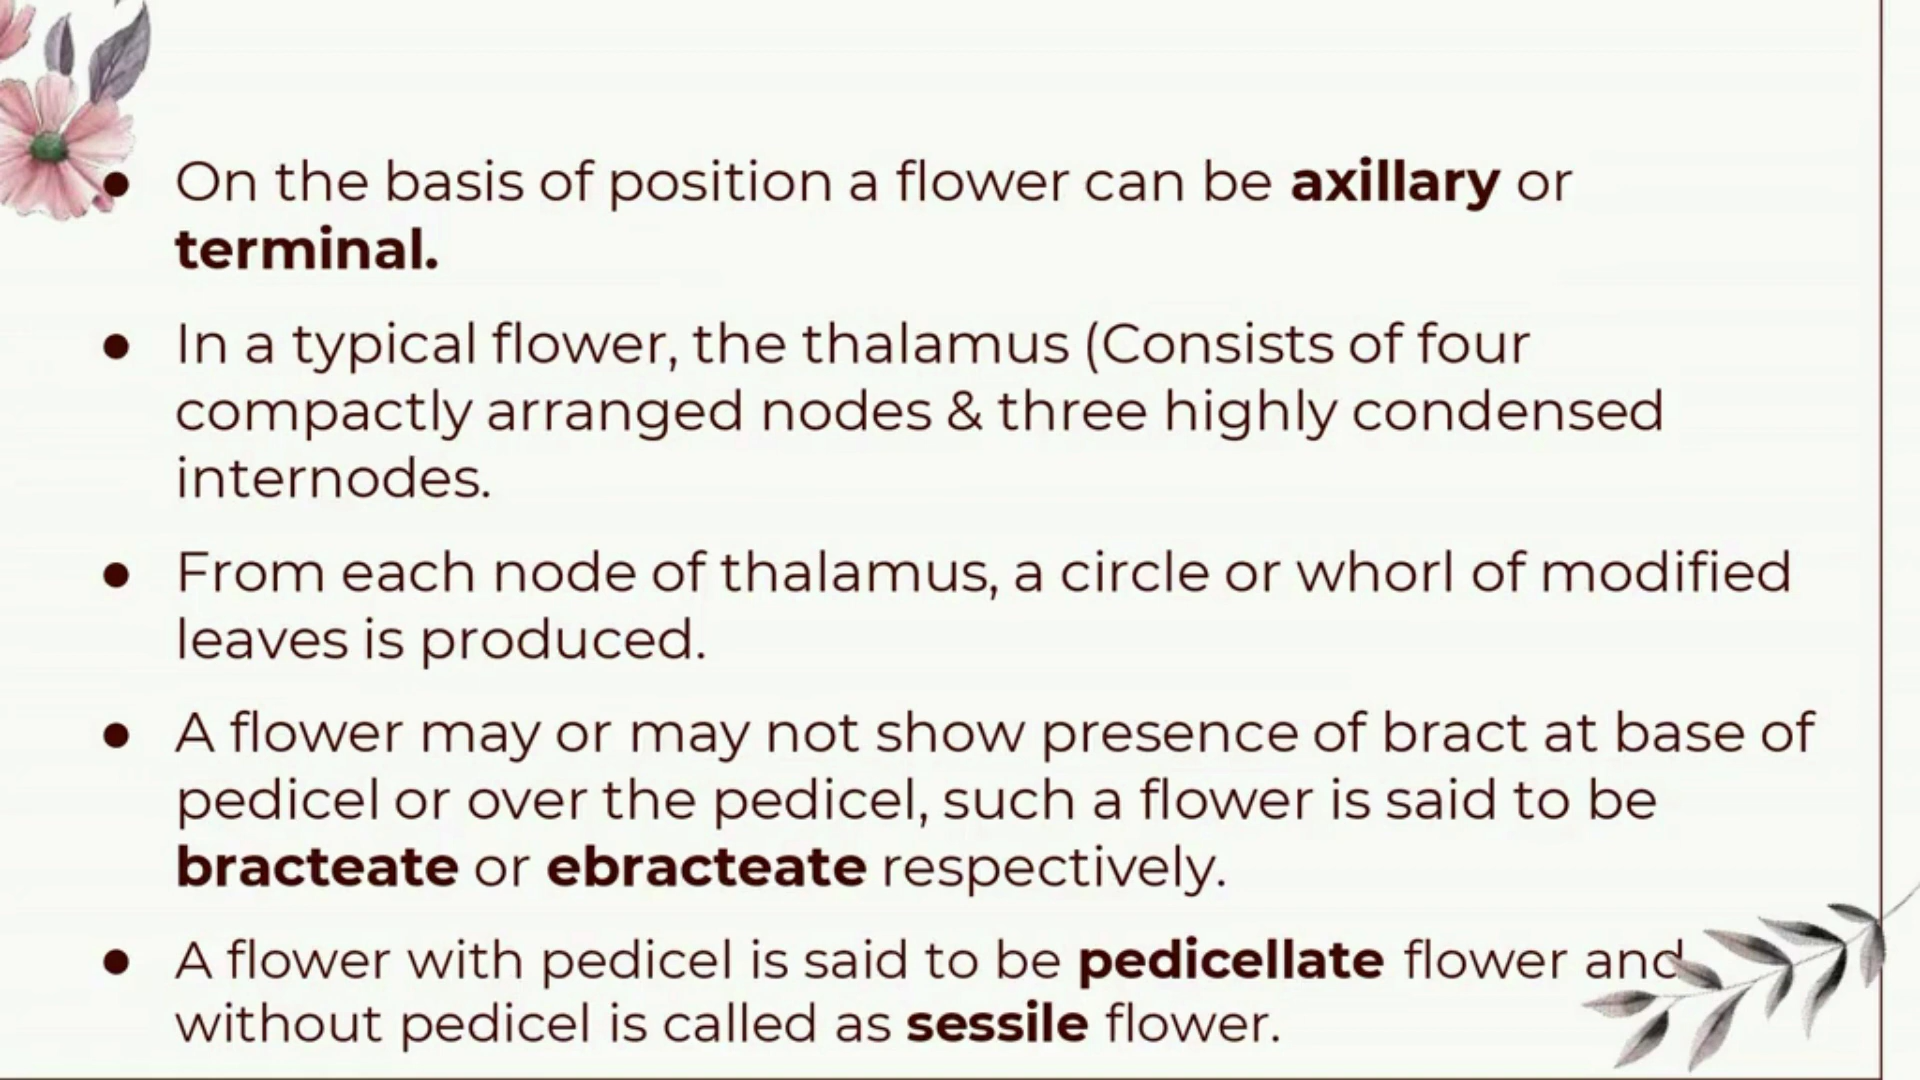 • On the basis of position a flower can be axillary or
terminal.
• In a typical flower, the thalamus (Consists of four
compactly arranged nodes & three highly condensed
internodes.
• From each node of thalamus, a circle or whorl of modified
leaves is produced.
• A flower may or may not show presence of bract at base of
pedicel or over the pedicel, such a flower is said to be
bracteate or ebracteate respectively.
• A flower with pedicel is said to be pedicellate flower and
without pedicel is called as sessile flower.